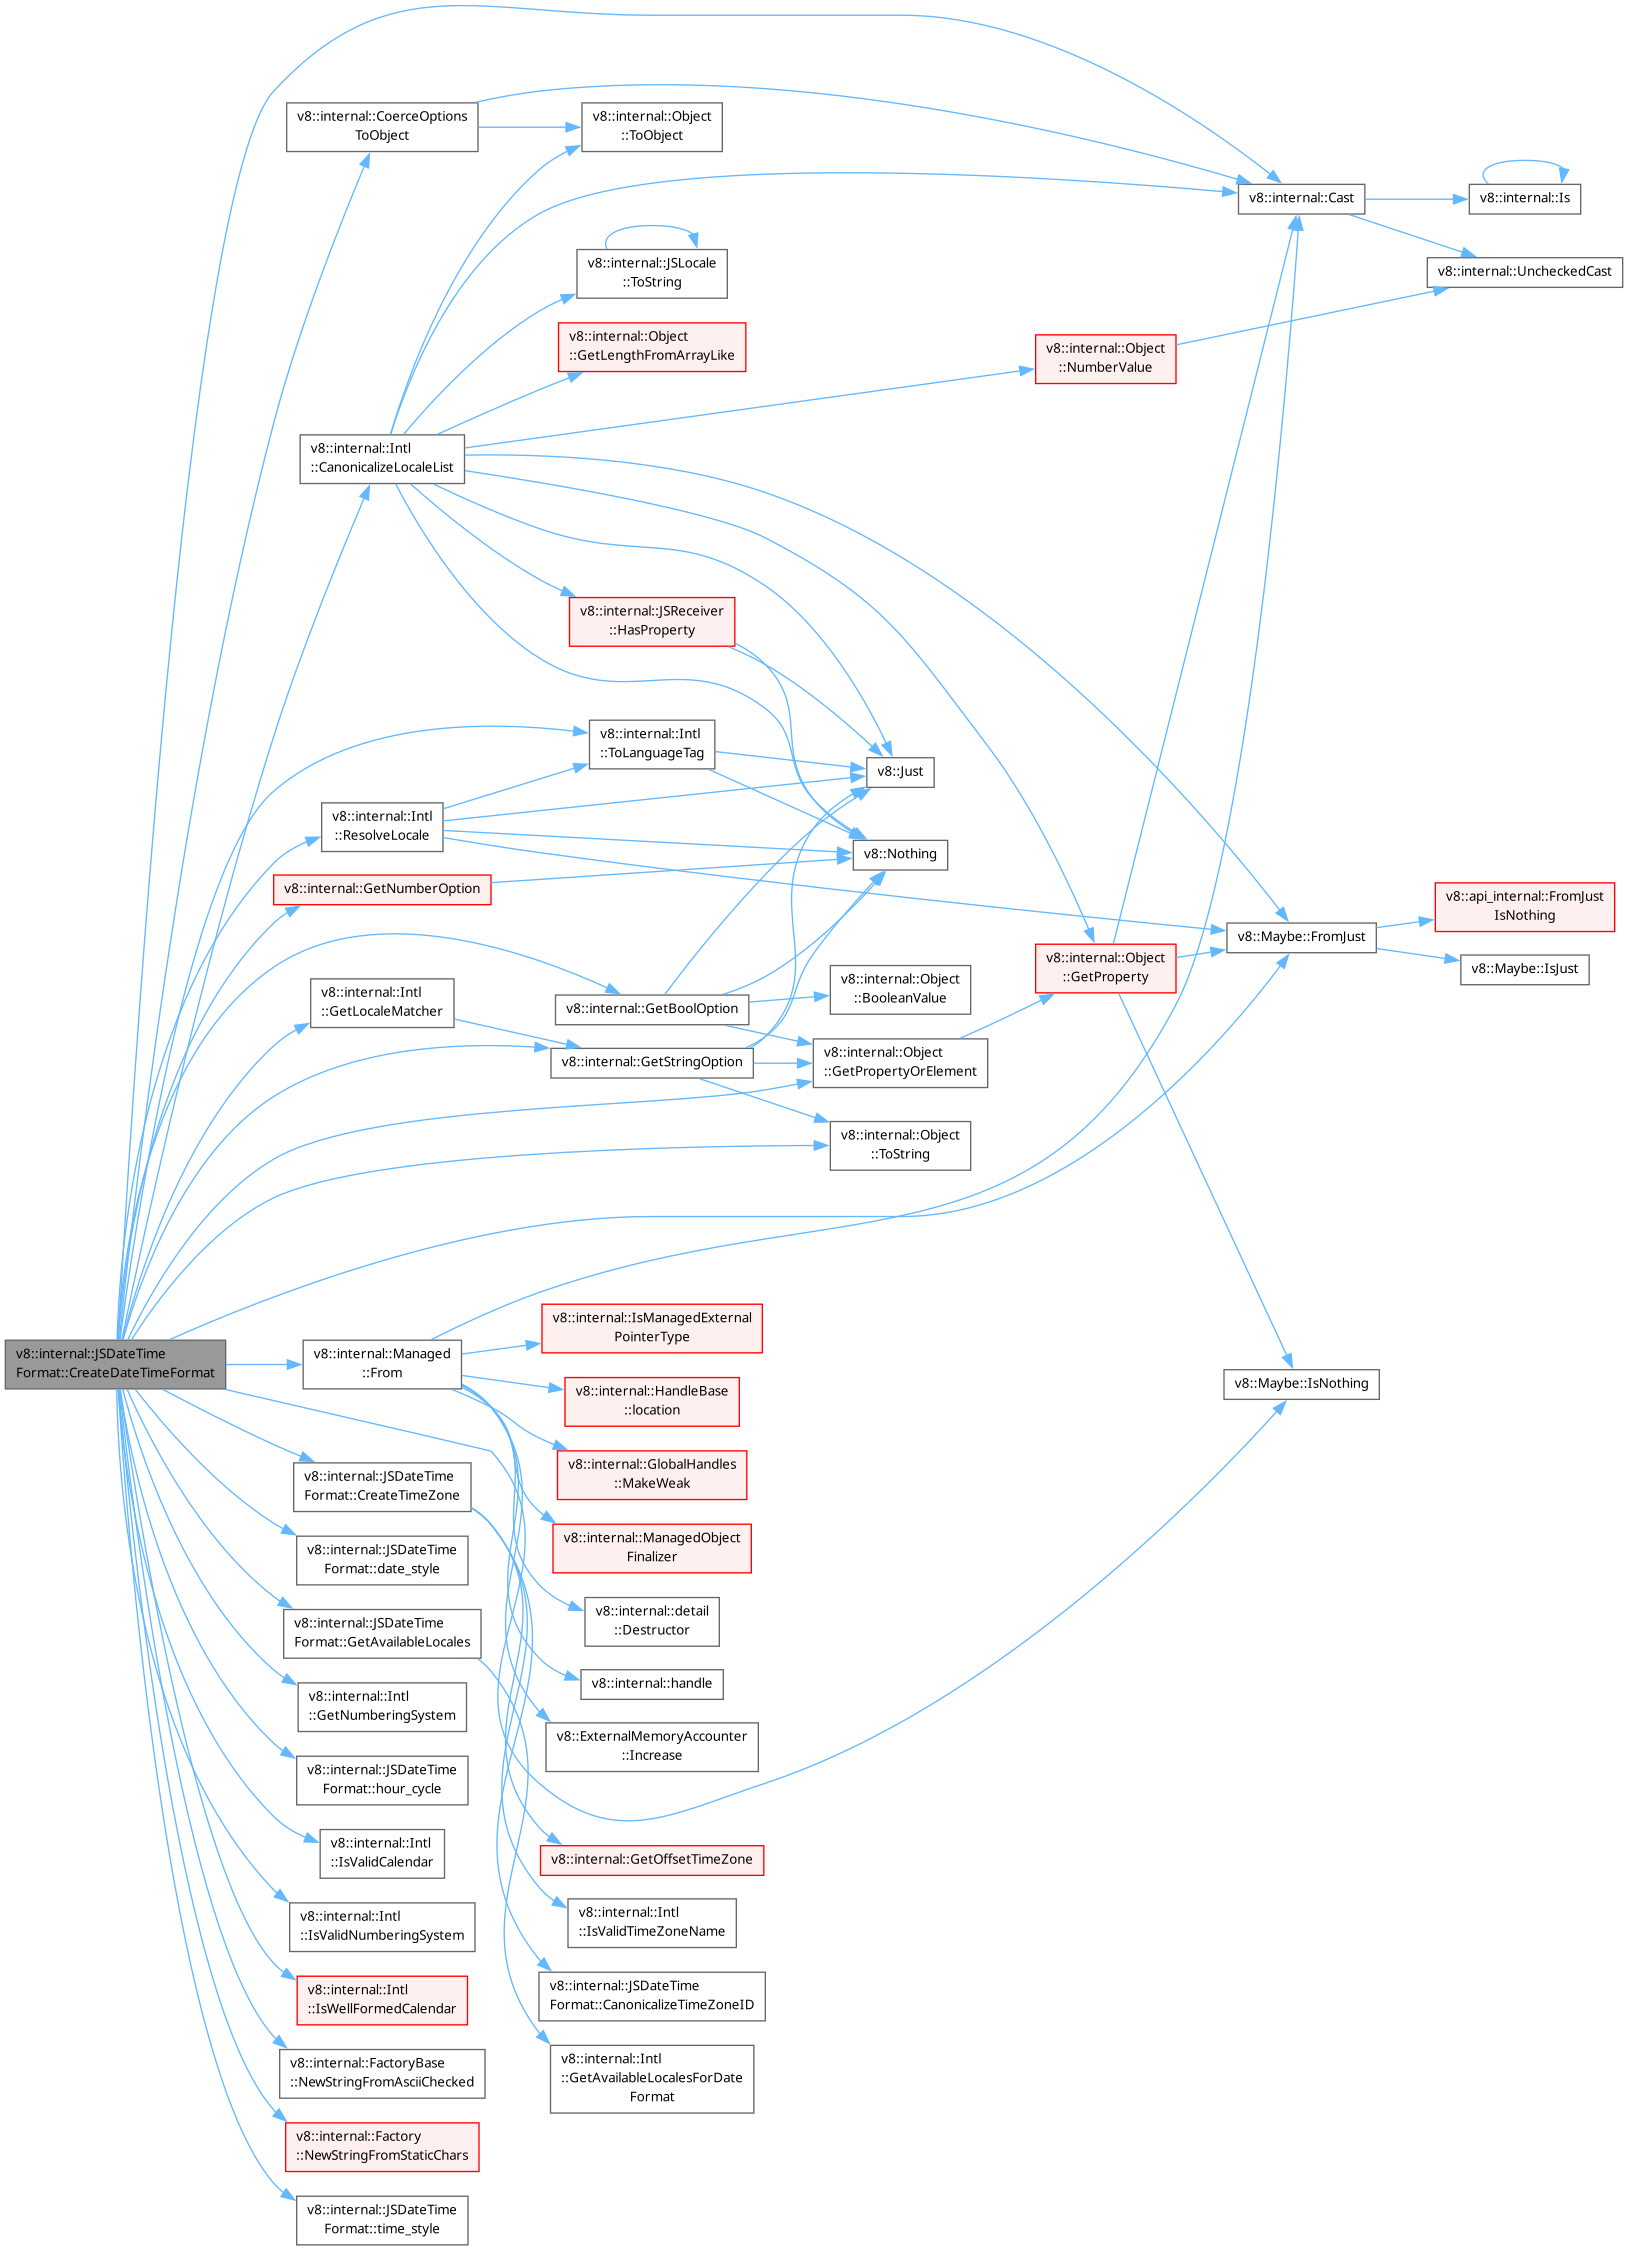 v8::internal::CoerceOptions
ToObject
v8::internal::Object
::ToObject
v8::internal::Cast
v8::internal::Is
v8::internal::JSLocale
::ToString
v8::internal::UncheckedCast
v8::internal::Object
::GetLengthFromArrayLike
v8::internal::Object
::NumberValue
v8::internal::Intl
::CanonicalizeLocaleList
v8::internal::JSReceiver
::HasProperty
v8::internal::Intl
::ToLanguageTag
v8::Just
v8::internal::Intl
::ResolveLocale
v8::Nothing
v8::internal::GetNumberOption
v8::api_internal::FromJust
IsNothing
v8::Maybe::FromJust
v8::internal::Object
::GetProperty
v8::Maybe::IsJust
v8::internal::Intl
::GetLocaleMatcher
v8::internal::GetBoolOption
v8::internal::Object
::BooleanValue
v8::internal::GetStringOption
v8::internal::Object
::GetPropertyOrElement
v8::internal::Object
::ToString
v8::internal::JSDateTime
Format::CreateDateTimeFormat
v8::internal::Managed
::From
v8::internal::IsManagedExternal
PointerType
v8::Maybe::IsNothing
v8::internal::HandleBase
::location
v8::internal::GlobalHandles
::MakeWeak
v8::internal::JSDateTime
Format::CreateTimeZone
v8::internal::ManagedObject
Finalizer
v8::internal::JSDateTime
Format::date_style
v8::internal::detail
::Destructor
v8::internal::JSDateTime
Format::GetAvailableLocales
v8::internal::handle
v8::internal::Intl
::GetNumberingSystem
v8::ExternalMemoryAccounter
::Increase
v8::internal::JSDateTime
Format::hour_cycle
v8::internal::Intl
::IsValidCalendar
v8::internal::GetOffsetTimeZone
v8::internal::Intl
::IsValidNumberingSystem
v8::internal::Intl
::IsValidTimeZoneName
v8::internal::Intl
::IsWellFormedCalendar
v8::internal::JSDateTime
Format::CanonicalizeTimeZoneID
v8::internal::FactoryBase
::NewStringFromAsciiChecked
v8::internal::Intl
::GetAvailableLocalesForDate
Format
v8::internal::Factory
::NewStringFromStaticChars
v8::internal::JSDateTime
Format::time_style